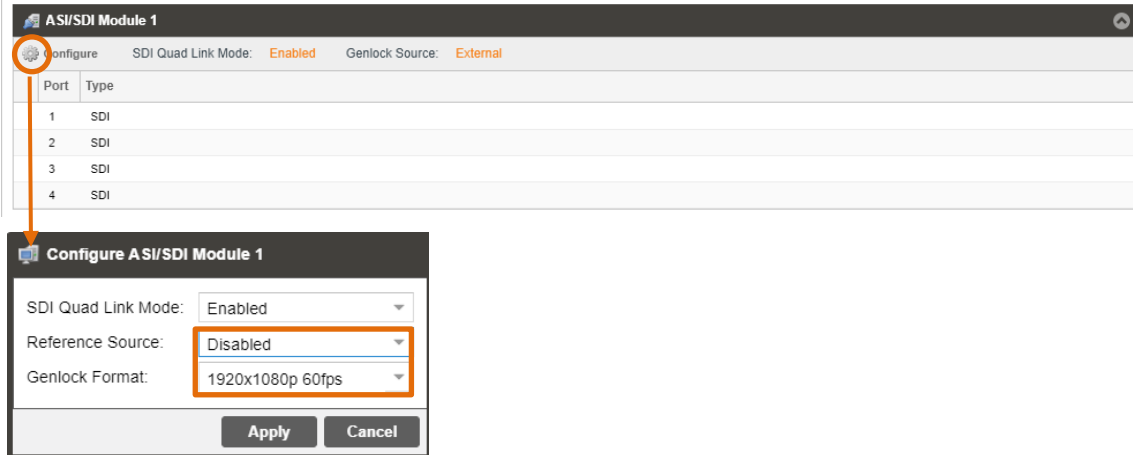 ASI/SDI Module 1
Configure SDI Quad Link Mode: Enabled Genlock Source: External
Port Type
1 SDI
2 SDI
3 SDI
4 SDI
Configure ASI/SDI Module 1
SDI Quad Link Mode: Enabled
Reference Source: Disabled
Genlock Format: 1920x1080p 60fps
Apply Cancel